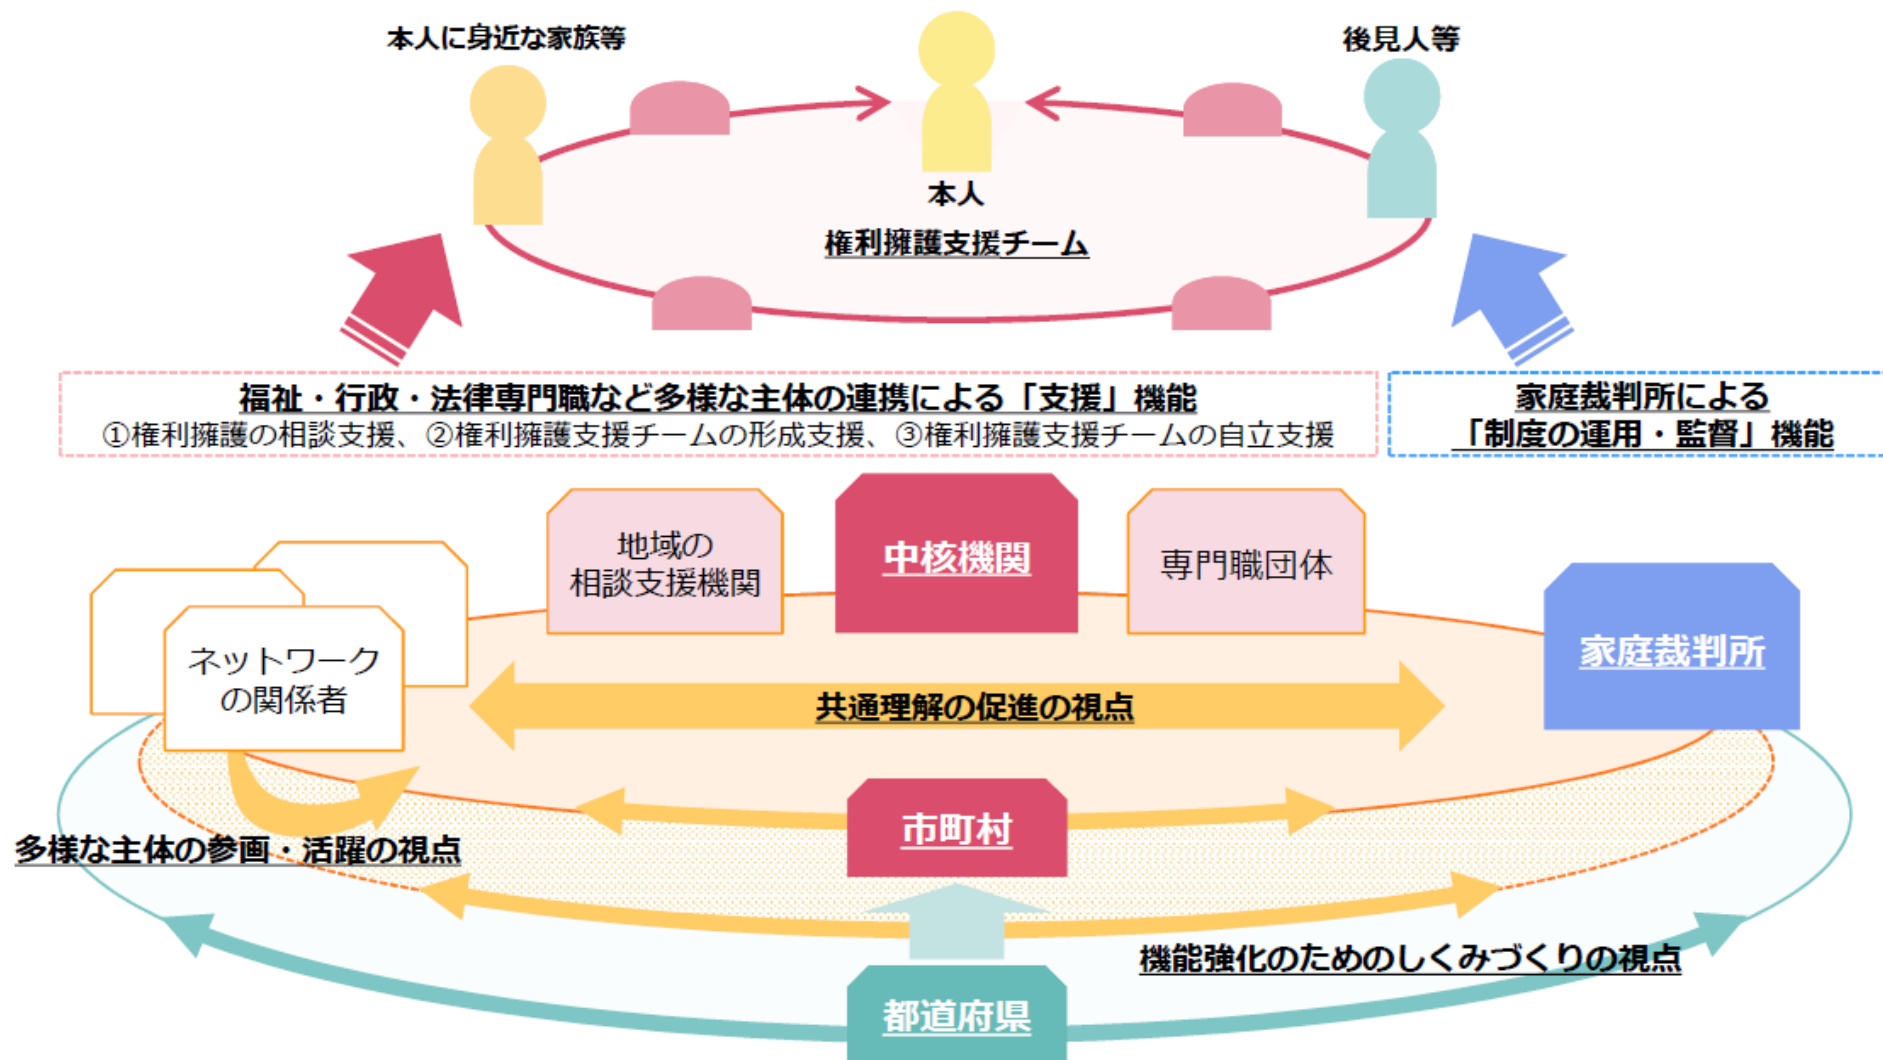 本人に身近な家族等
後見人等
本人
権利擁護支援チーム
福祉・行政・法律専門職など多様な主体の連携による「支援」機能
①権利擁護の相談支援、②権利擁護支援チームの形成支援、③権利擁護支援チームの自立支援
家庭裁判所による
「制度の運用・監督」機能
地域の
相談支援機関
中核機関
専門職団体
家庭裁判所
ネットワーク
の関係者
共通理解の促進の視点
市町村
多様な主体の参画・活躍の視点
機能強化のためのしくみづくりの視点
都道府県